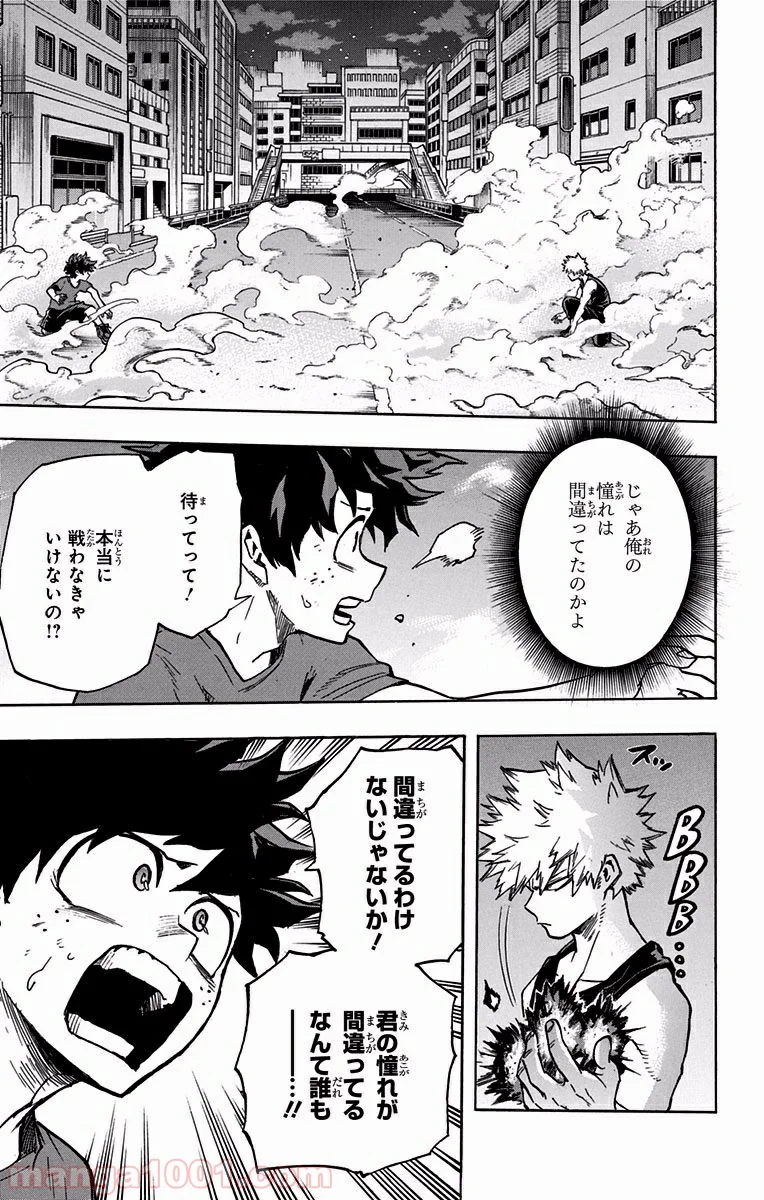 じゃあ俺の
憧れは
間違ってたのかよ
待ってって！
本当に
戦わなきゃ
いけないの!?
ズッ
BBB...
間違ってるわけ
ないじゃないか！
君の憧れが
間違ってる
なんて誰も
——…!!
manga1001.com